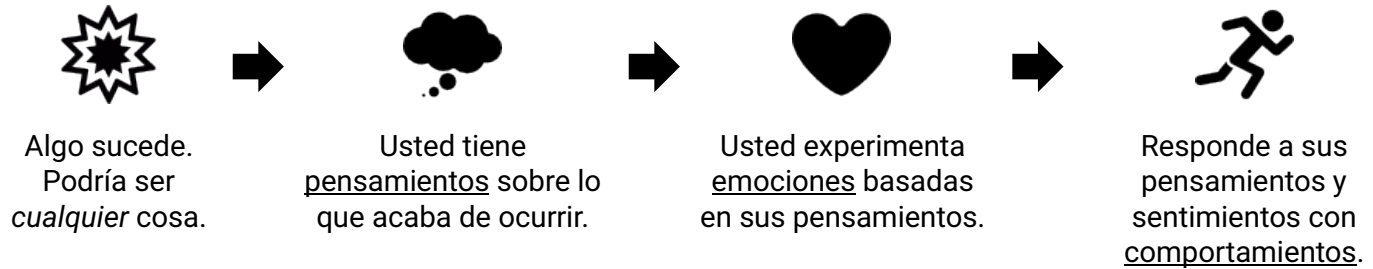 Algo sucede.
Podría ser
cualquier cosa.
Usted tiene
pensamientos sobre lo
que acaba de ocurrir.
Usted experimenta
emociones basadas
en sus pensamientos.
Responde a sus
pensamientos y
sentimientos con
comportamientos.